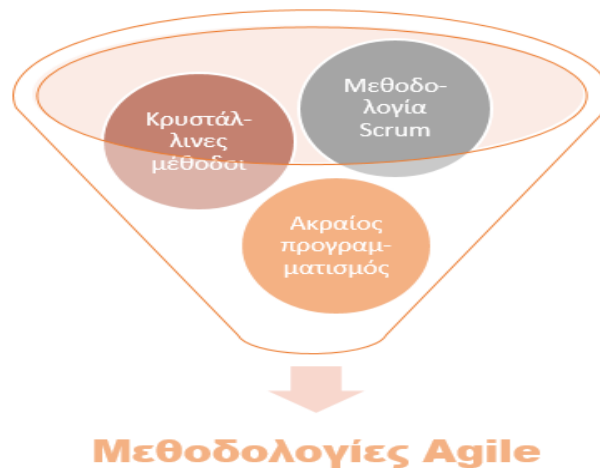 Μεθοδο-
λογία
Scrum
Κρυστάλ-
λινες
μέθοδοι
Ακραίος
προγραμ-
ματισμός
Μεθοδολογίες Agile